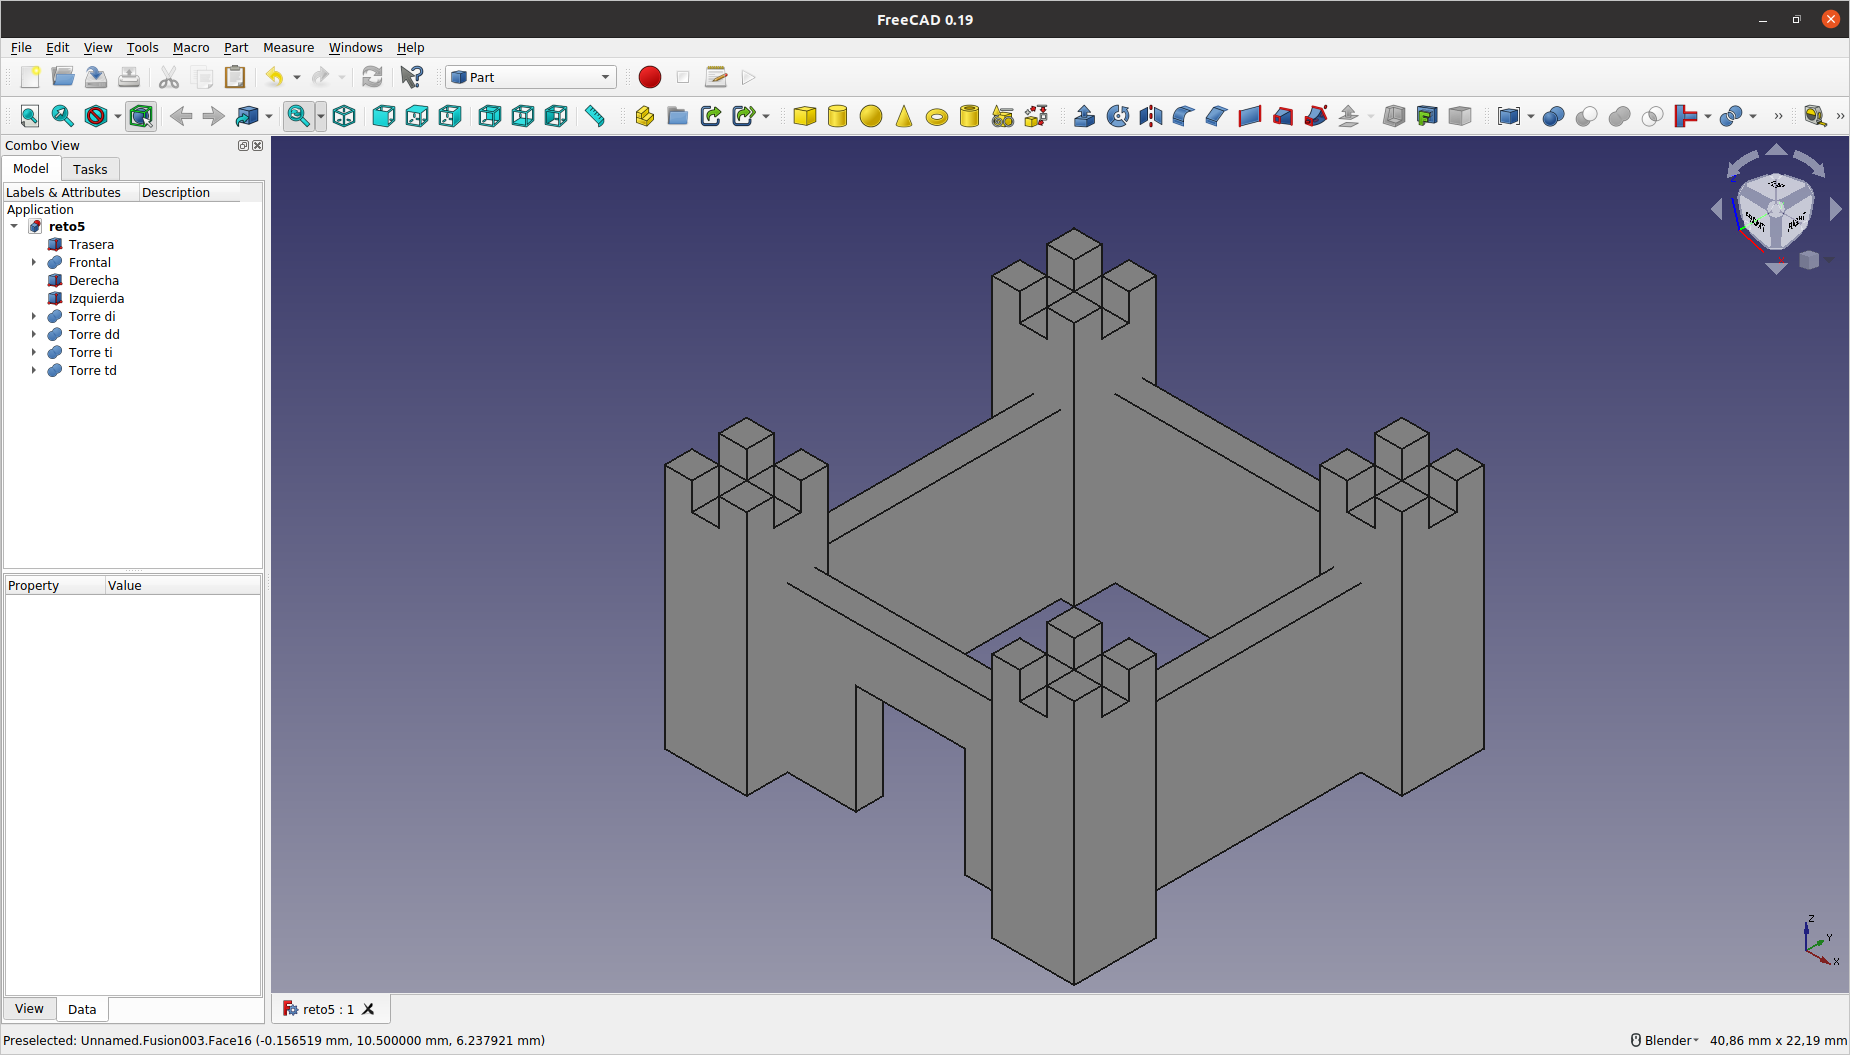 FreeCAD 0.19
File Edit View Tools Macro Part Measure Windows Help
Part
Combo View
Model Tasks
Labels & Attributes Description
Application
reto5
Trasera
Frontal
Derecha
Izquierda
Torre di
Torre dd
Torre ti
Torre td
Property Value
View Data
Z
Y
X
reto5 : 1
Preselected: Unnamed.Fusion003.Face16 (-0.156519 mm, 10.500000 mm, 6.237921 mm)
Blender 40,86 mm x 22,19 mm